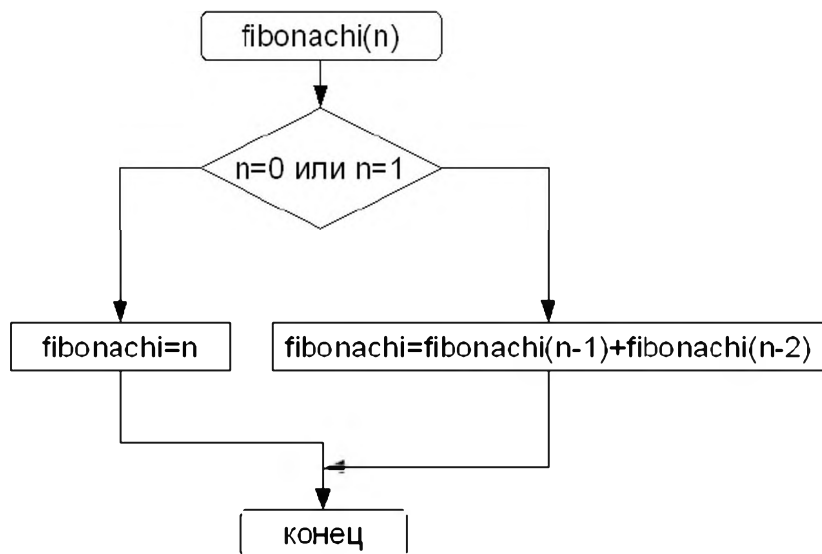 fibonachi(n)
n=0 или n=1
fibonachi=n
fibonachi=fibonachi(n-1)+fibonachi(n-2)
конец